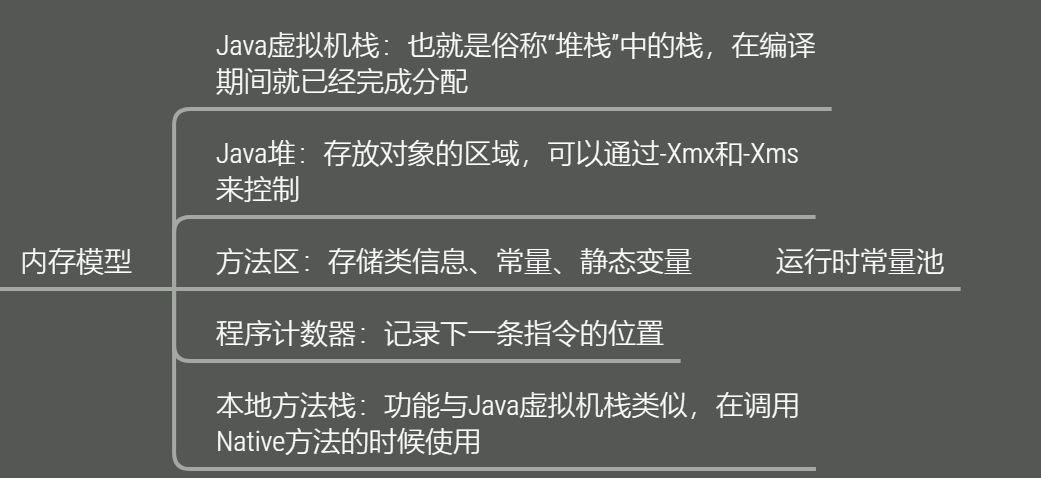 Java虚拟机栈：也就是俗称“堆栈”中的栈，在编译
期间就已经完成分配
Java堆：存放对象的区域，可以通过-Xmx和-Xms
来控制
内存模型
方法区：存储类信息、常量、静态变量
运行时常量池
程序计数器：记录下一条指令的位置
本地方法栈：功能与Java虚拟机栈类似，在调用
Native方法的时候使用